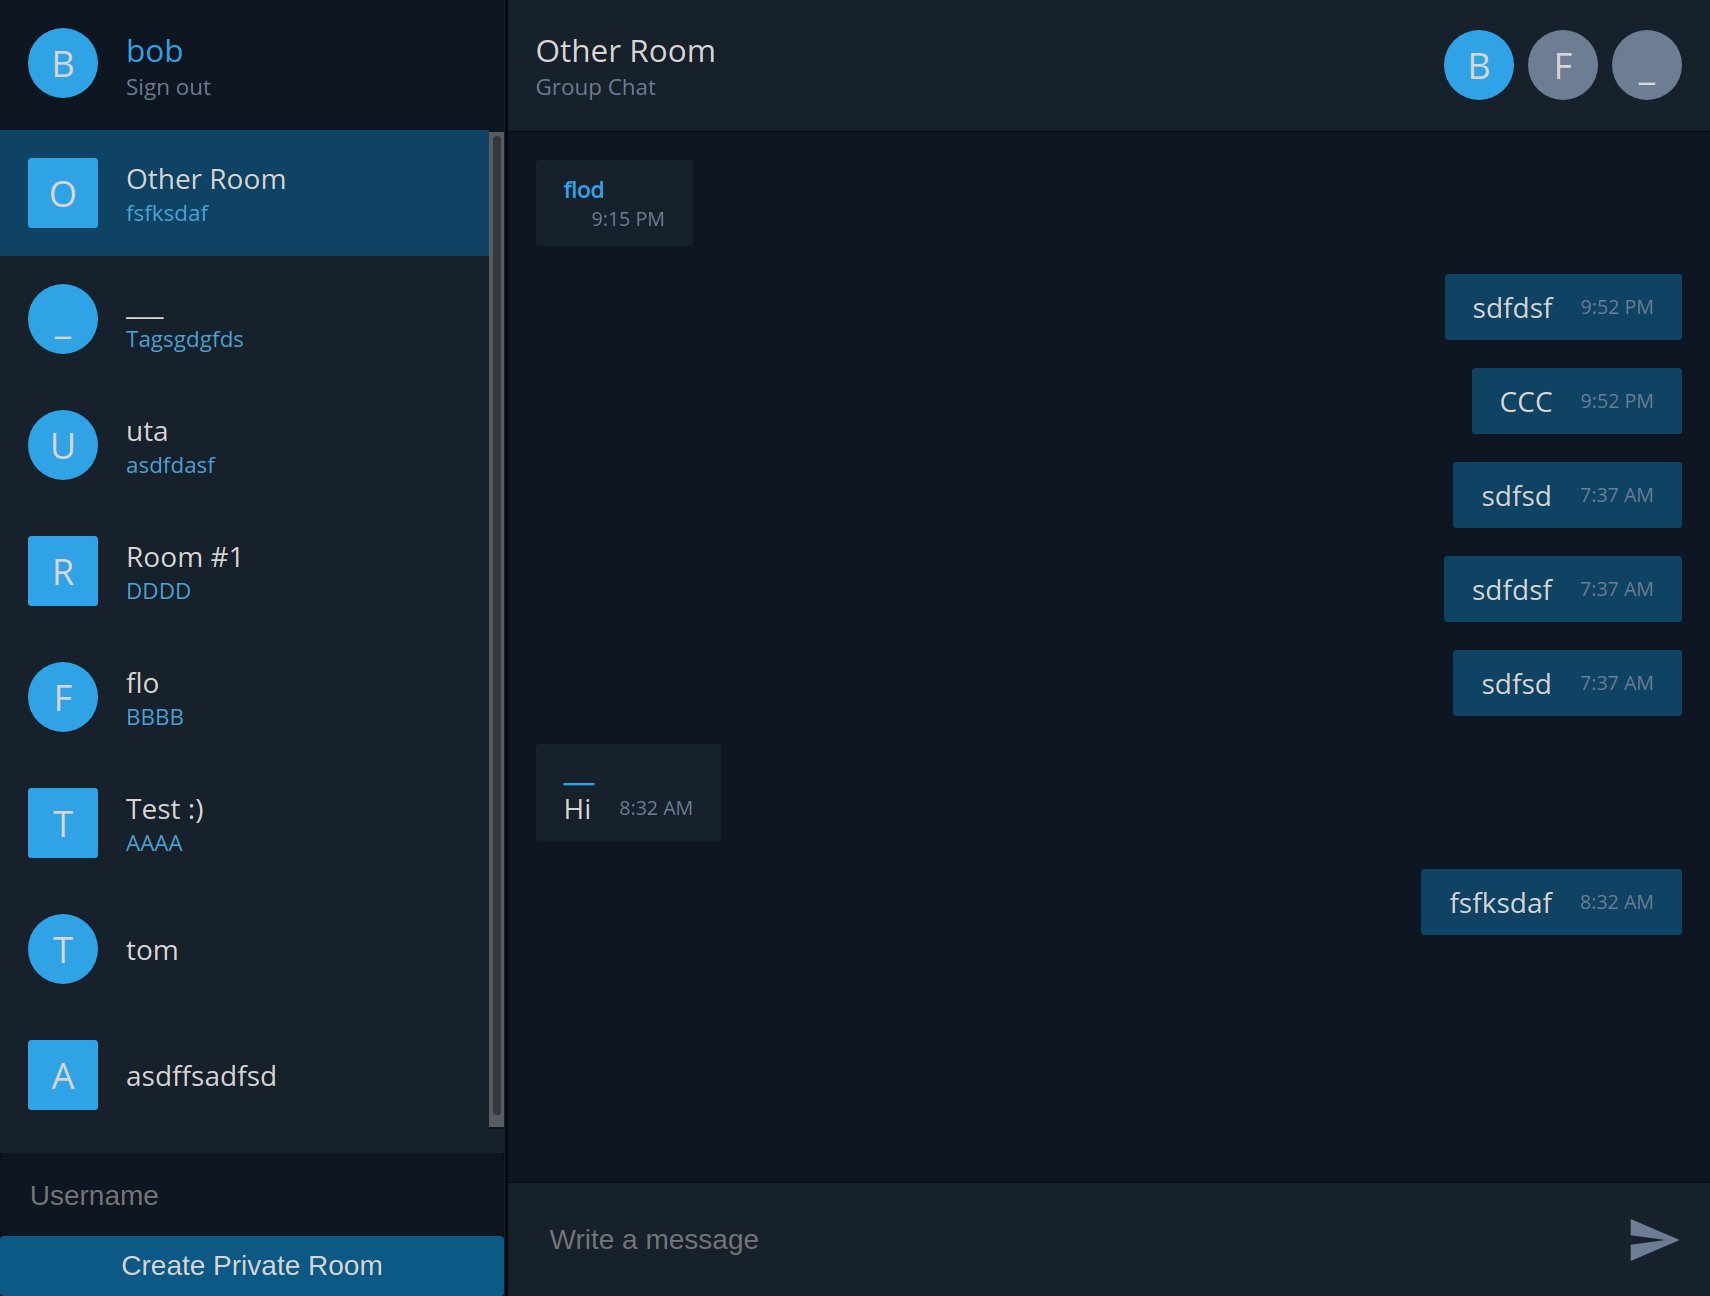 B
bob
Sign out
O
Other Room
fsfksdaf
_
___
Tagsgdgfds
U
uta
asdfdasf
R
Room #1
DDDD
F
flo
BBBB
T
Test :)
AAAA
T
tom
A
asdffsadfsd
Username
Create Private Room
Other Room
Group Chat
B F _
flod
9:15 PM
sdfdsf 9:52 PM
CCC 9:52 PM
sdfsd 7:37 AM
sdfdsf 7:37 AM
sdfsd 7:37 AM
___
Hi 8:32 AM
fsfksdaf 8:32 AM
Write a message